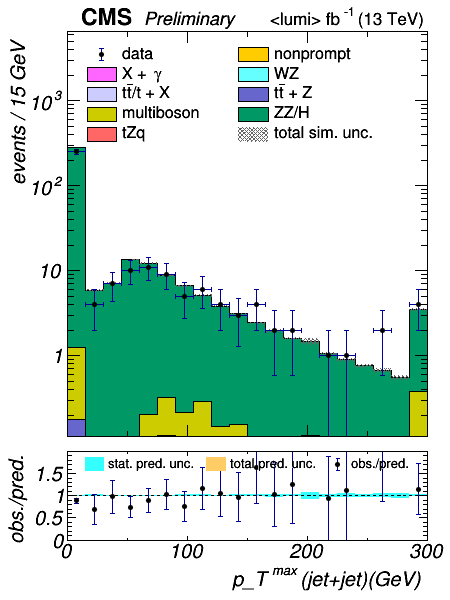 CMS Preliminary <lumi> fb⁻¹ (13 TeV)
events / 15 GeV
data
nonprompt
X + γ
WZ
tt̄/t + X
tt̄ + Z
multiboson
ZZ/H
tZq
total sim. unc.
10³
10²
10
1
obs./pred.
stat. pred. unc.
total pred. unc.
obs./pred.
1.5
1
0.5
0
0 100 200 300
p_T^max (jet+jet)(GeV)